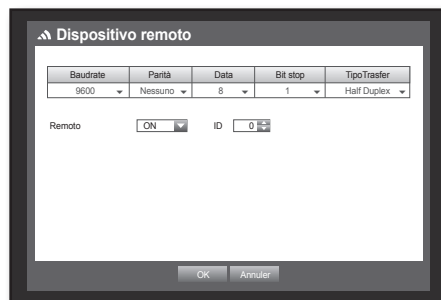 Dispositivo remoto
Baudrate Parità Data Bit stop TipoTrasfer
9600 Nessuno 8 1 Half Duplex
Remoto ON ID 0
OK Annuler